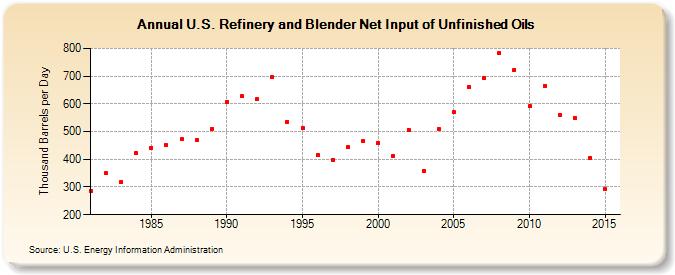 Annual U.S. Refinery and Blender Net Input of Unfinished Oils
Thousand Barrels per Day
800
700
600
500
400
300
200
1985 1990 1995 2000 2005 2010 2015
Source: U.S. Energy Information Administration